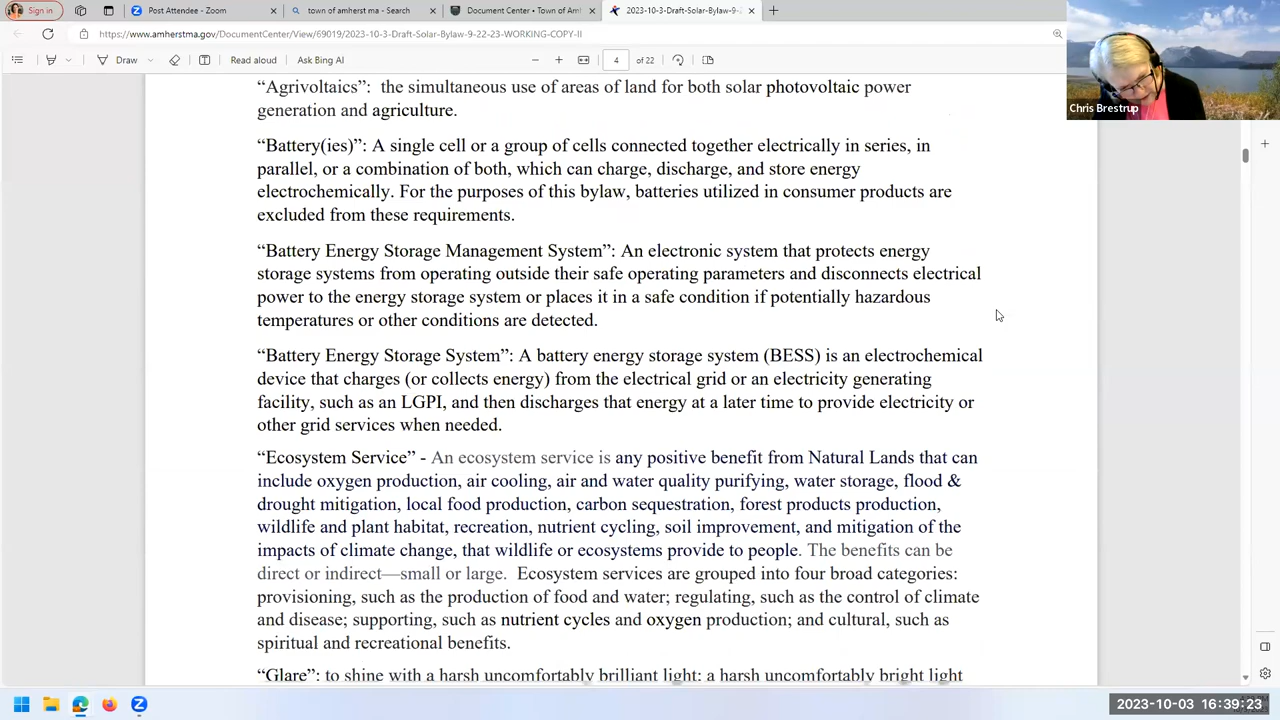 Sign in
Post Attendee - Zoom
town of amherst ma - Search
Document Center • Town of Am
2023-10-3-Draft-Solar-Bylaw-9-2
https://www.amherstma.gov/DocumentCenter/View/69019/2023-10-3-Draft-Solar-Bylaw-9-22-23-WORKING-COPY-II
Draw
Read aloud
Ask Bing AI
4
of 22
Chris Brestrup
“Agrivoltaics”:  the simultaneous use of areas of land for both solar photovoltaic power
generation and agriculture.
“Battery(ies)”: A single cell or a group of cells connected together electrically in series, in
parallel, or a combination of both, which can charge, discharge, and store energy
electrochemically. For the purposes of this bylaw, batteries utilized in consumer products are
excluded from these requirements.
“Battery Energy Storage Management System”: An electronic system that protects energy
storage systems from operating outside their safe operating parameters and disconnects electrical
power to the energy storage system or places it in a safe condition if potentially hazardous
temperatures or other conditions are detected.
“Battery Energy Storage System”: A battery energy storage system (BESS) is an electrochemical
device that charges (or collects energy) from the electrical grid or an electricity generating
facility, such as an LGPI, and then discharges that energy at a later time to provide electricity or
other grid services when needed.
“Ecosystem Service” - An ecosystem service is any positive benefit from Natural Lands that can
include oxygen production, air cooling, air and water quality purifying, water storage, flood &
drought mitigation, local food production, carbon sequestration, forest products production,
wildlife and plant habitat, recreation, nutrient cycling, soil improvement, and mitigation of the
impacts of climate change, that wildlife or ecosystems provide to people. The benefits can be
direct or indirect—small or large.  Ecosystem services are grouped into four broad categories:
provisioning, such as the production of food and water; regulating, such as the control of climate
and disease; supporting, such as nutrient cycles and oxygen production; and cultural, such as
spiritual and recreational benefits.
“Glare”: to shine with a harsh uncomfortably brilliant light; a harsh uncomfortably bright light
2023-10-03 16:39:23